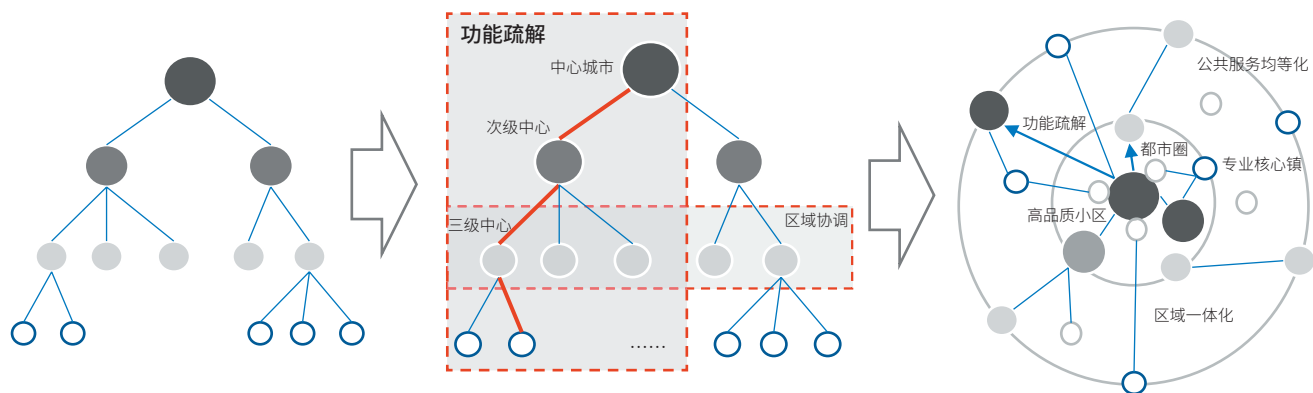 功能疏解
中心城市
次级中心
三级中心
区域协调
……
公共服务均等化
功能疏解
都市圈
专业核心镇
高品质小区
区域一体化